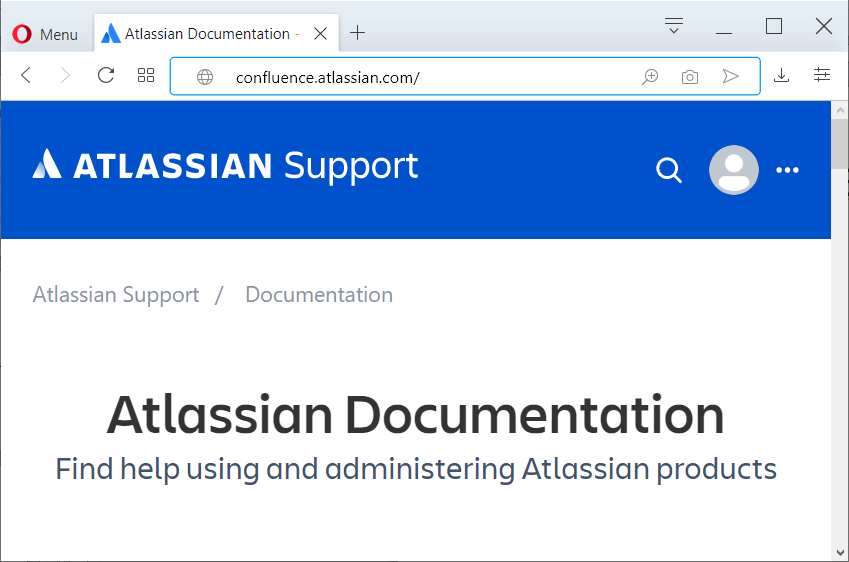 Menu
Atlassian Documentation -
confluence.atlassian.com/
ATLASSIAN Support
Atlassian Support / Documentation
Atlassian Documentation
Find help using and administering Atlassian products